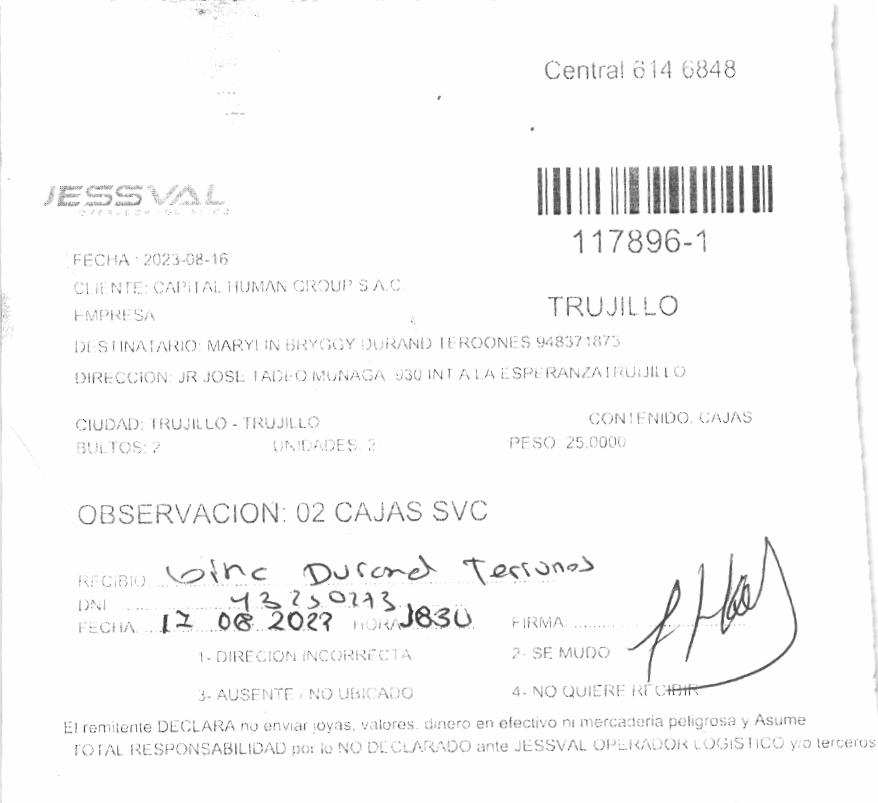 Central 614 6848
JESSVAL
OPERADOR LOGISTICO
117896-1
FECHA : 2023-08-16
CLIENTE: CAPITAL HUMAN GROUP S.A.C.
EMPRESA
TRUJILLO
DESTINATARIO: MARYLIN BRYGGY DURAND TEROONES 948371873
DIRECCION: JR JOSE TADEO MUNAGA 930 INT A LA ESPERANZATRUJILLO
CIUDAD: TRUJILLO - TRUJILLO CONTENIDO: CAJAS
BULTOS: 2 UNIDADES: 2 PESO: 25.0000
OBSERVACION: 02 CAJAS SVC
RECIBIO Durand Terrones
DNI
FECHA 17 08 2023 HORA 1830 FIRMA
1- DIRECION INCORRECTA 2- SE MUDO
3- AUSENTE / NO UBICADO 4- NO QUIERE RECIBIR
El remitente DECLARA no enviar joyas, valores, dinero en efectivo ni mercaderia peligrosa y Asume
TOTAL RESPONSABILIDAD por lo NO DECLARADO ante JESSVAL OPERADOR LOGISTICO y/o terceros